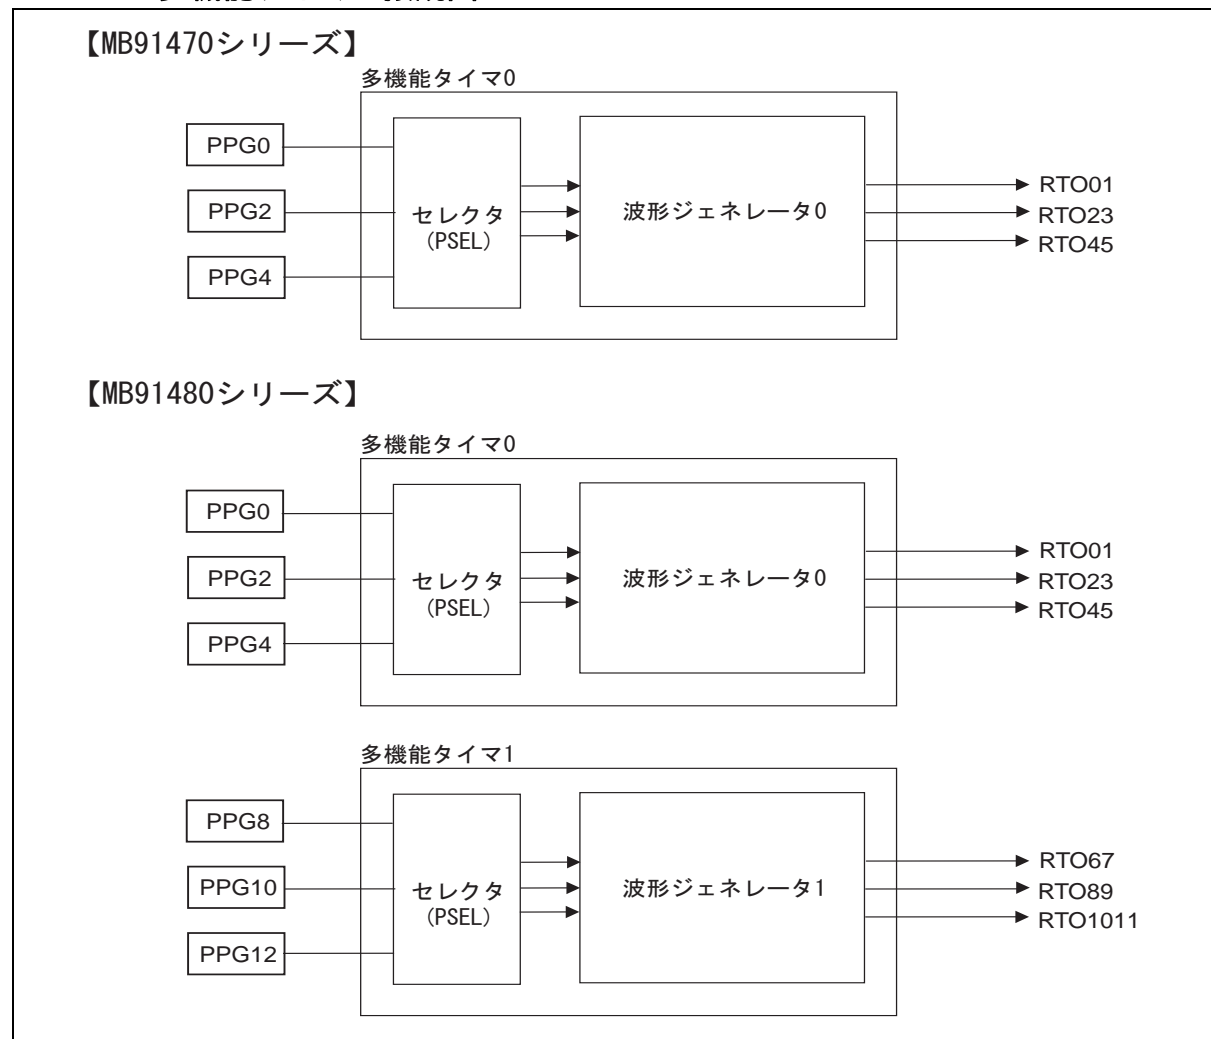 【MB91470シリーズ】
多機能タイマ0
PPG0
PPG2
PPG4
セレクタ
(PSEL)
波形ジェネレータ0
RTO01
RTO23
RTO45
【MB91480シリーズ】
多機能タイマ0
PPG0
PPG2
PPG4
セレクタ
(PSEL)
波形ジェネレータ0
RTO01
RTO23
RTO45
多機能タイマ1
PPG8
PPG10
PPG12
セレクタ
(PSEL)
波形ジェネレータ1
RTO67
RTO89
RTO1011